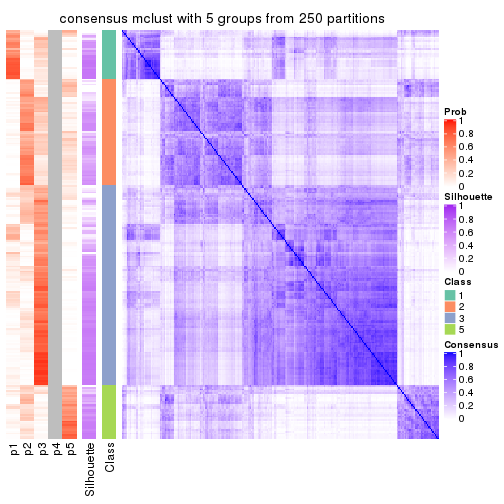 consensus mclust with 5 groups from 250 partitions
Prob
1
0.8
0.6
0.4
0.2
0
Silhouette
1
0.8
0.6
0.4
0.2
0
Class
1
2
3
5
Consensus
1
0.8
0.6
0.4
0.2
0
p1
p2
p3
p4
p5
Silhouette
Class